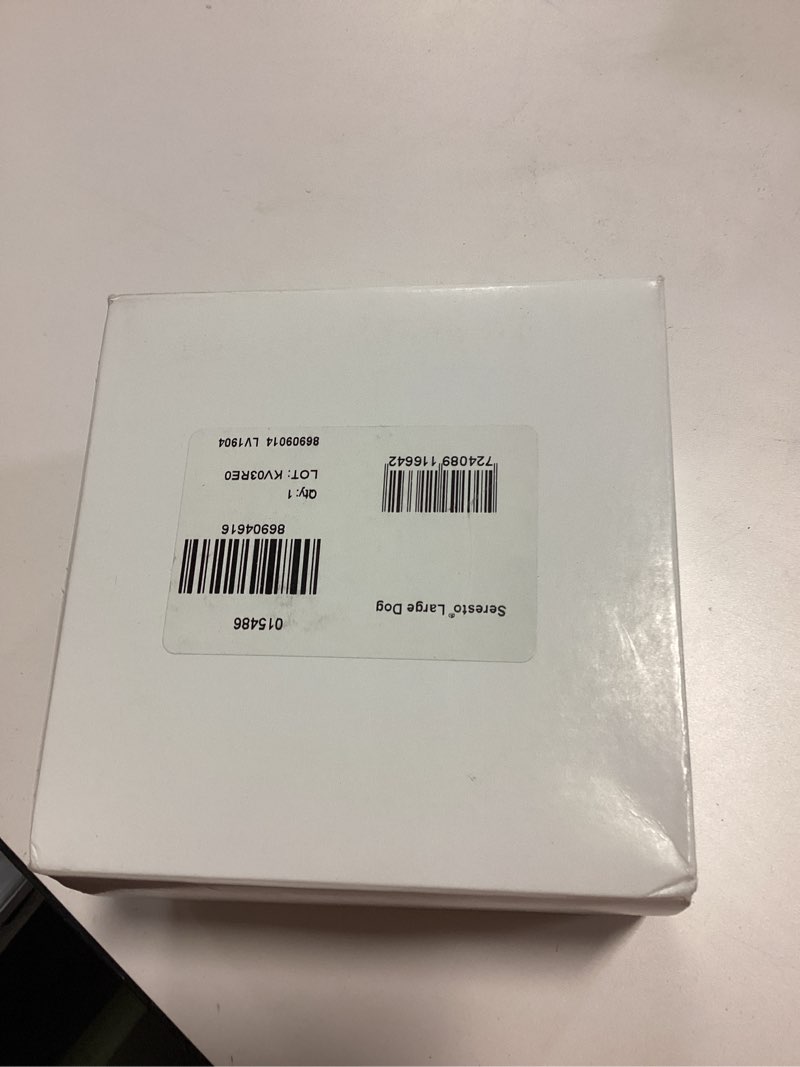 Seresto® Large Dog
015486
86904616
Qty: 1
LOT: KV03RE0
724089 116642
86909014 LV1904